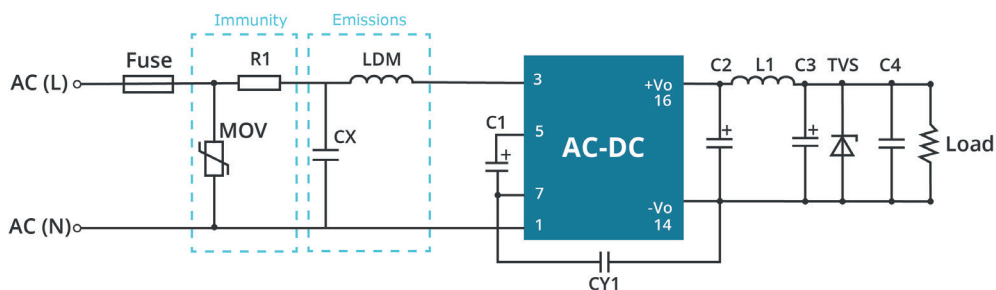 Immunity
Emissions
Fuse
R1
LDM
C2
L1
C3
TVS
C4
AC (L)
3
+Vo
16
MOV
CX
C1
+
5
AC-DC
+
+
Load
7
AC (N)
1
-Vo
14
CY1